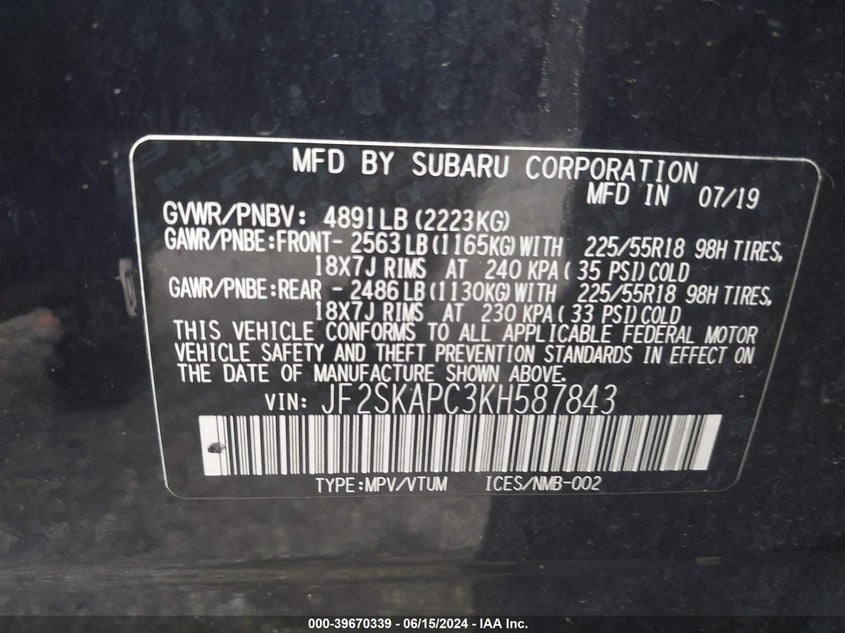 MFD BY SUBARU CORPORATION
MFD IN 07/19
GVWR/PNBV: 4891LB (2223KG)
GAWR/PNBE:FRONT- 2563LB (1165KG) WITH 225/55R18 98H TIRES,
18X7J RIMS AT 240 KPA ( 35 PSI) COLD
GAWR/PNBE:REAR - 2486LB (1130KG) WITH 225/55R18 98H TIRES,
18X7J RIMS AT 230 KPA ( 33 PSI) COLD
THIS VEHICLE CONFORMS TO ALL APPLICABLE FEDERAL MOTOR
VEHICLE SAFETY AND THEFT PREVENTION STANDARDS IN EFFECT ON
THE DATE OF MANUFACTURE SHOWN ABOVE.
VIN: JF2SKAPC3KH587843
TYPE:MPV/VTUM ICES/NMB-002
000-39670339 - 06/15/2024 - IAA Inc.